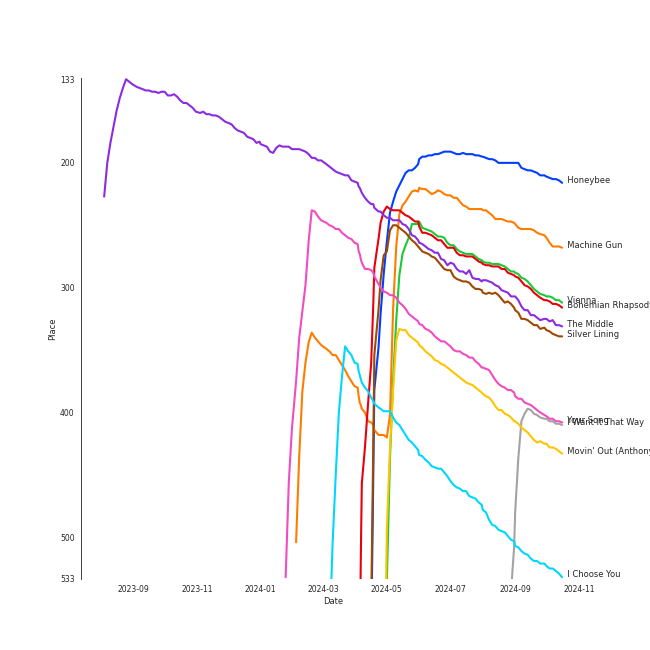 133
200
300
400
500
533
Place
2023-09
2023-11
2024-01
2024-03
2024-05
2024-07
2024-09
2024-11
Date
Honeybee
Machine Gun
Vienna
Bohemian Rhapsody
The Middle
Silver Lining
Your Song
I Want It That Way
Movin' Out (Anthony
I Choose You